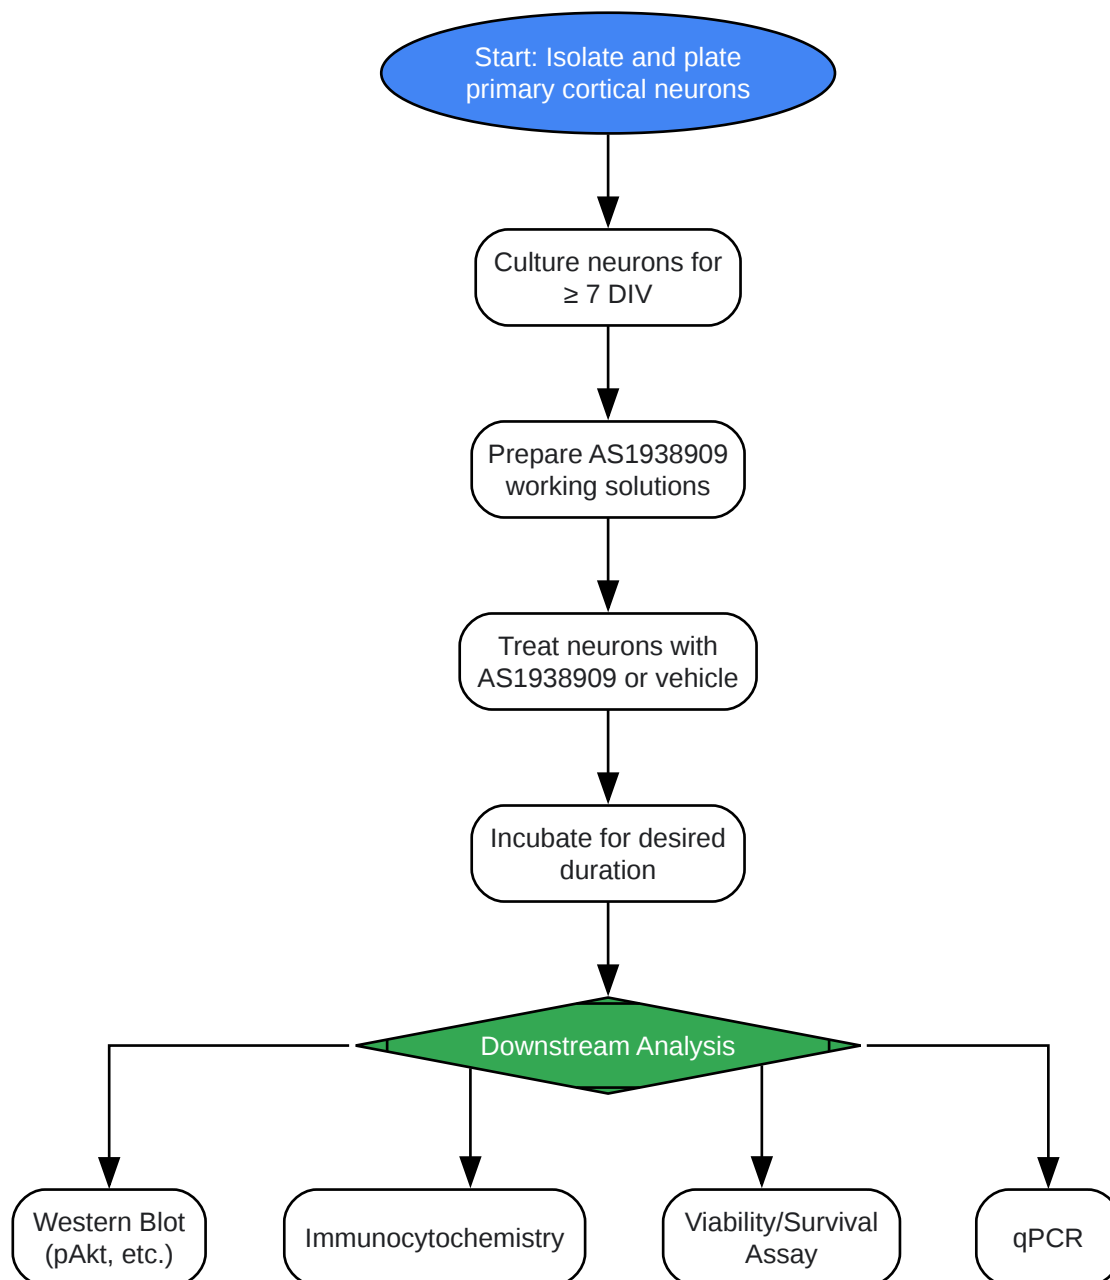 Start: Isolate and plate
primary cortical neurons
Culture neurons for
≥ 7 DIV
Prepare AS1938909
working solutions
Treat neurons with
AS1938909 or vehicle
Incubate for desired
duration
Downstream Analysis
Western Blot
(pAkt, etc.)
Immunocytochemistry
Viability/Survival
Assay
qPCR